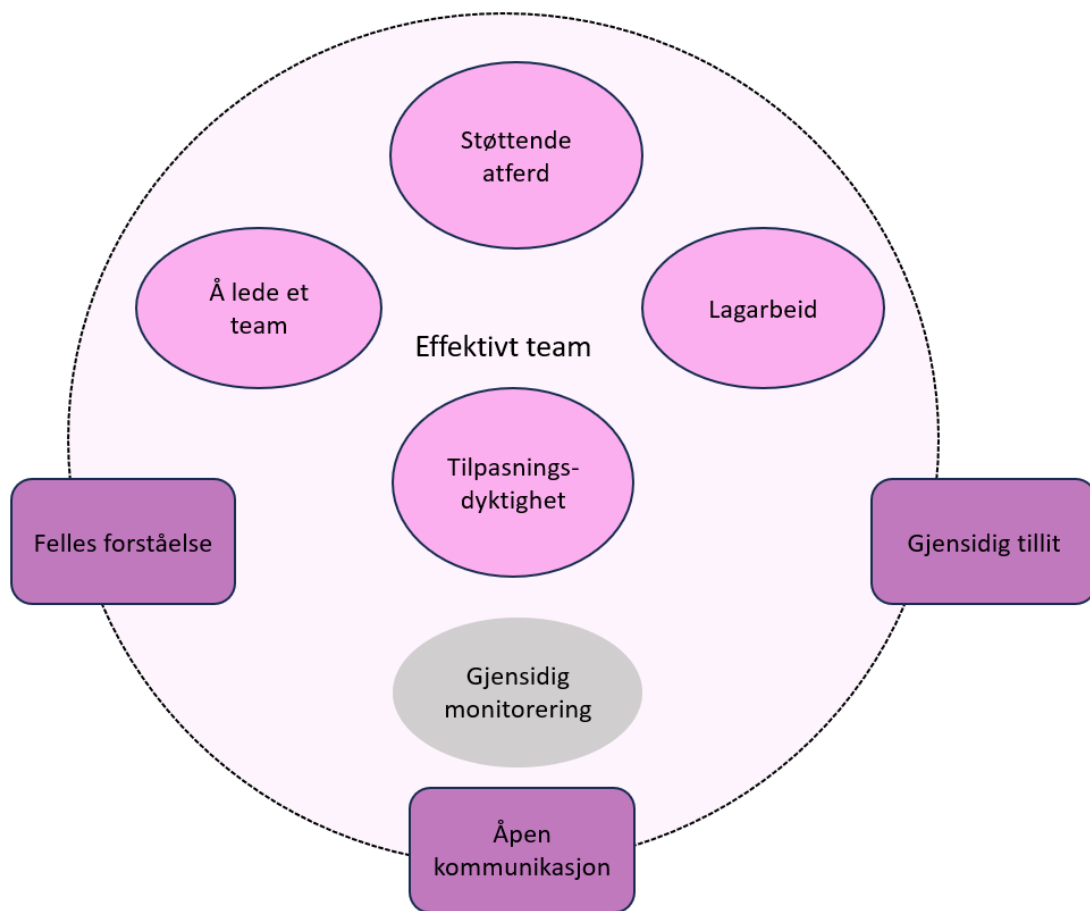 Støttende
atferd
Å lede et
team
Lagarbeid
Effektivt team
Tilpasnings-
dyktighet
Felles forståelse
Gjensidig tillit
Gjensidig
monitorering
Åpen
kommunikasjon